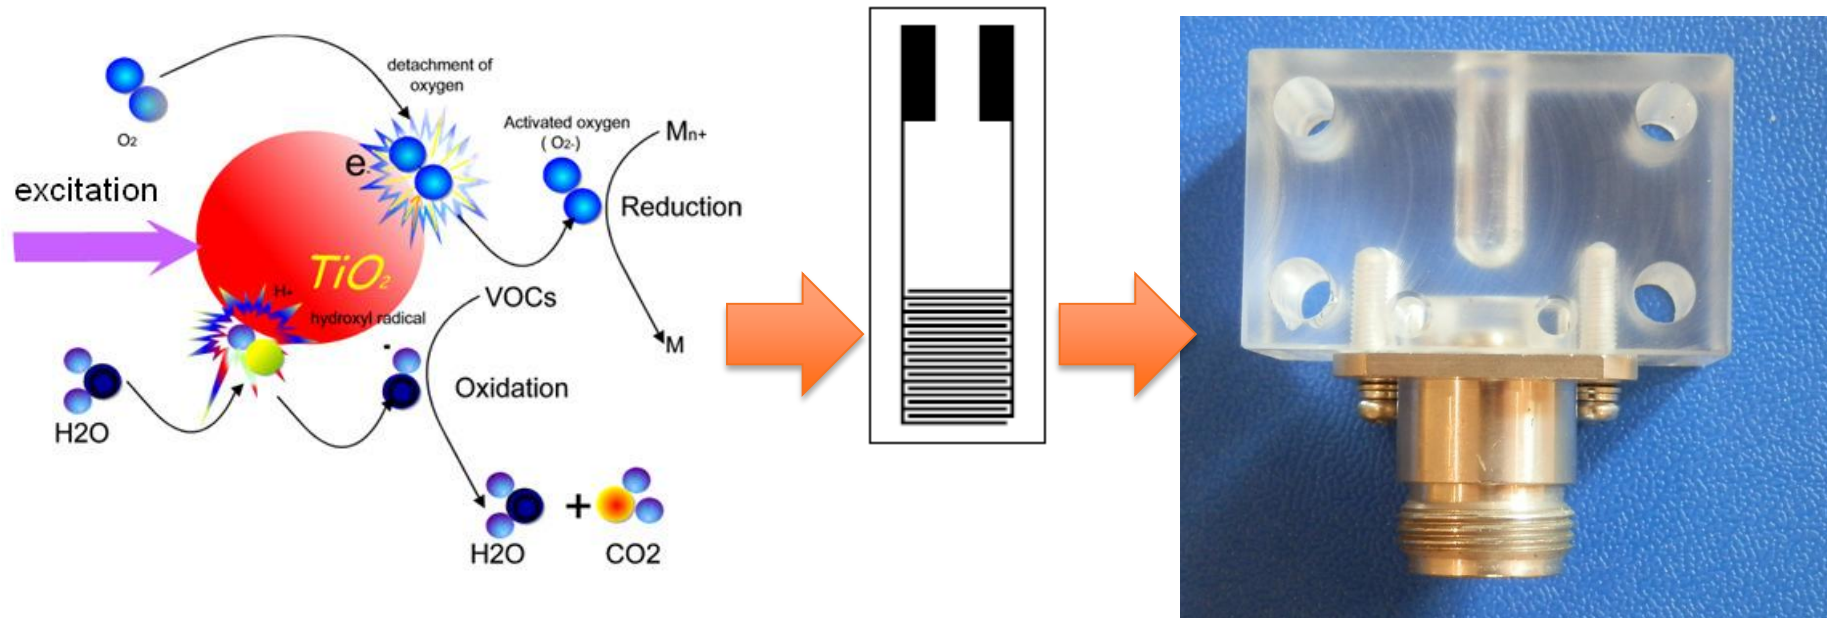 detachment of
oxygen
O2
e-
Activated oxygen
( O2-)
Mn+
excitation
Reduction
TiO2
H+
hydroxyl radical
VOCs
-
M
Oxidation
H2O
+
H2O
CO2